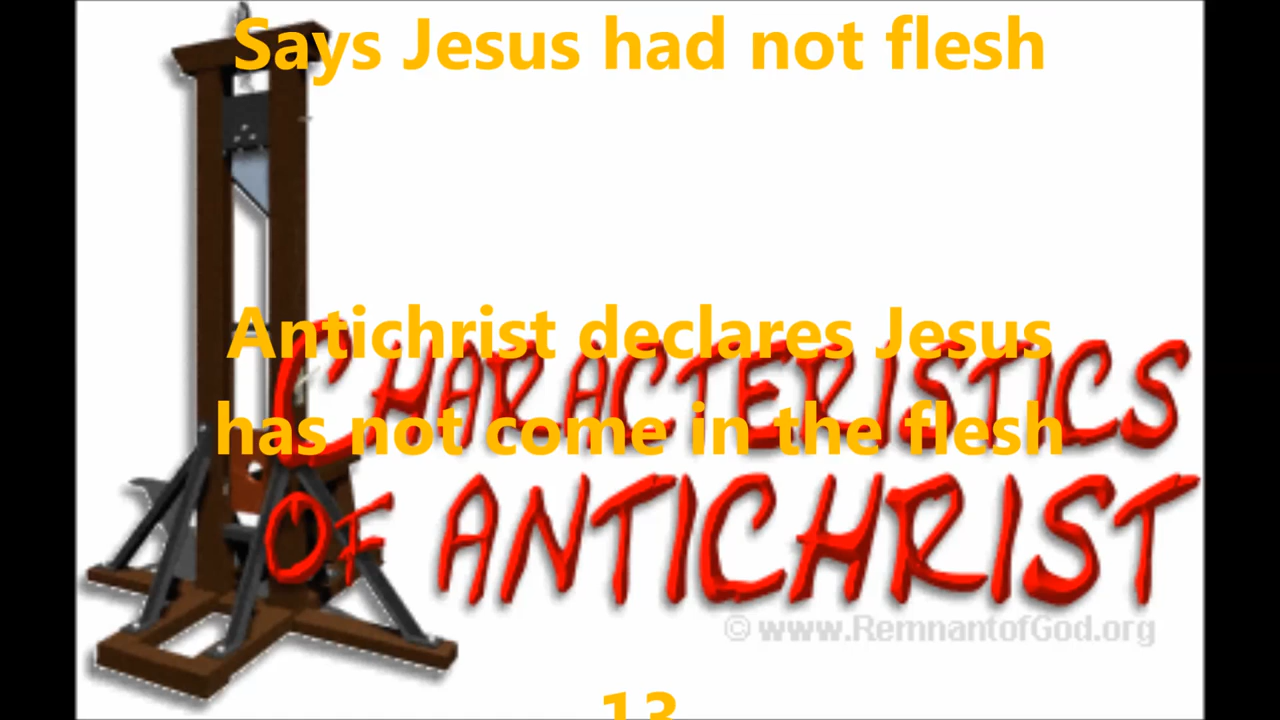 Says Jesus had not flesh
Antichrist declares Jesus
CHARACTERISTICS
has not come in the flesh
OF ANTICHRIST
© www.RemnantofGod.org
13